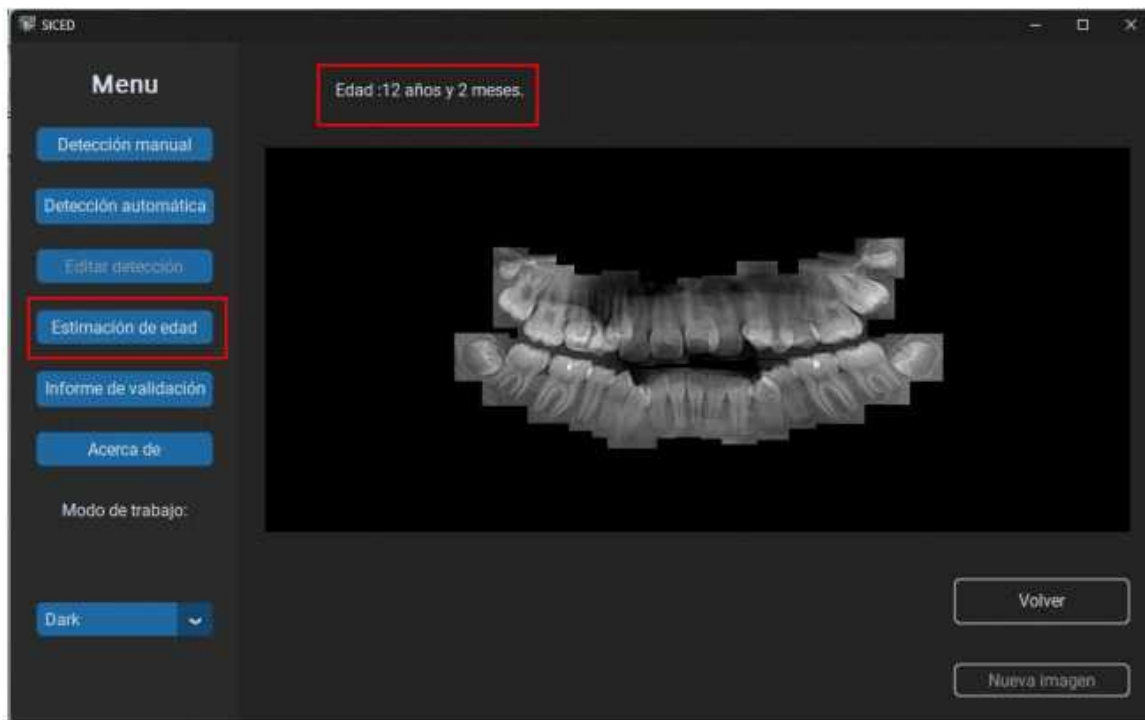 SICED
Menu
Edad :12 años y 2 meses.
Detección manual
Detección automática
Editar detección
Estimación de edad
Informe de validación
Acerca de
Modo de trabajo:
Dark
Volver
Nueva imagen